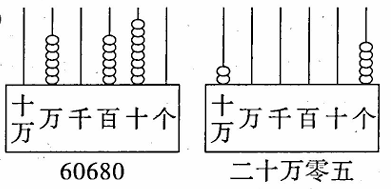 十万 万 千 百 十 个
60680
十万 万 千 百 十 个
二十万零五